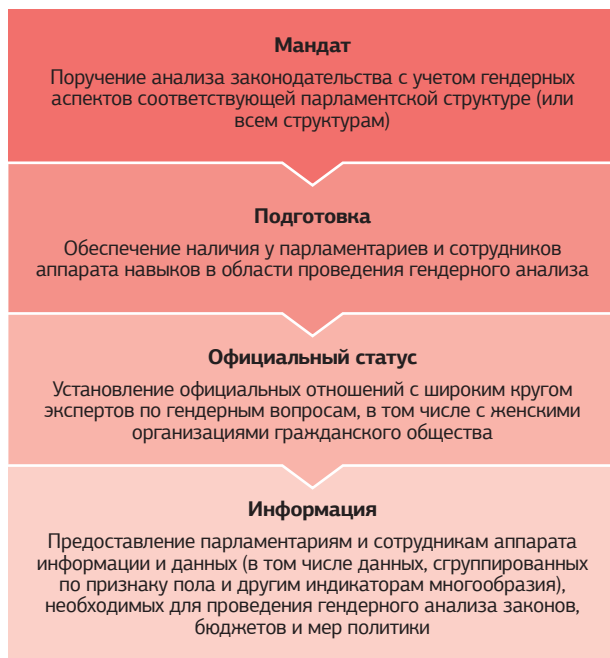 Мандат
Поручение анализа законодательства с учетом гендерных
аспектов соответствующей парламентской структуре (или
всем структурам)
Подготовка
Обеспечение наличия у парламентариев и сотрудников
аппарата навыков в области проведения гендерного анализа
Официальный статус
Установление официальных отношений с широким кругом
экспертов по гендерным вопросам, в том числе с женскими
организациями гражданского общества
Информация
Предоставление парламентариям и сотрудникам аппарата
информации и данных (в том числе данных, сгруппированных
по признаку пола и другим индикаторам многообразия),
необходимых для проведения гендерного анализа законов,
бюджетов и мер политики